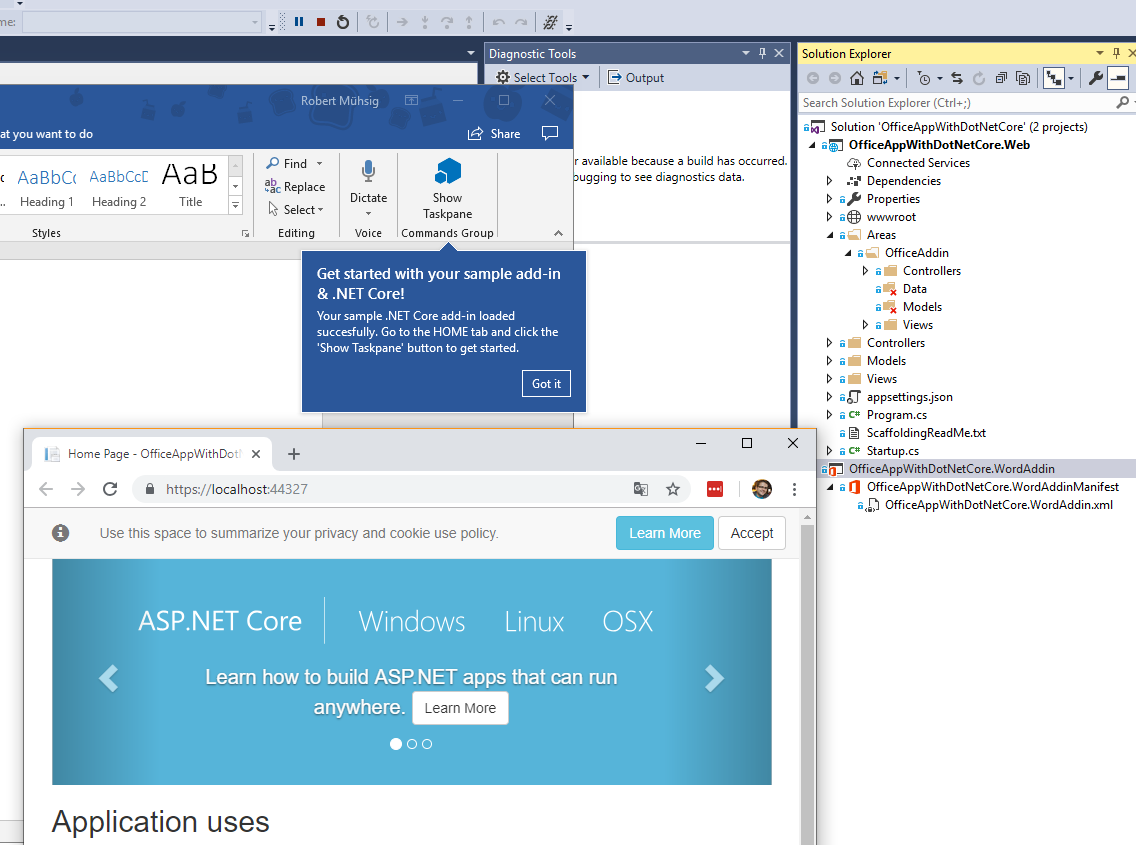 me:
Diagnostic Tools
Select Tools
Output
r available because a build has occurred.
ugging to see diagnostics data.
Robert Mühsig
at you want to do
Share
AaBbCc
AaBbCcD
AaB
Heading 1
Heading 2
Title
Styles
Find
Replace
Select
Editing
Dictate
Voice
Show
Taskpane
Commands Group
Get started with your sample add-in
& .NET Core!
Your sample .NET Core add-in loaded
succesfully. Go to the HOME tab and click the
'Show Taskpane' button to get started.
Got it
Solution Explorer
Search Solution Explorer (Ctrl+;)
Solution 'OfficeAppWithDotNetCore' (2 projects)
OfficeAppWithDotNetCore.Web
Connected Services
Dependencies
Properties
wwwroot
Areas
OfficeAddin
Controllers
Data
Models
Views
Controllers
Models
Views
appsettings.json
C# Program.cs
ScaffoldingReadMe.txt
C# Startup.cs
OfficeAppWithDotNetCore.WordAddin
OfficeAppWithDotNetCore.WordAddinManifest
OfficeAppWithDotNetCore.WordAddin.xml
Home Page - OfficeAppWithDotN
https://localhost:44327
Use this space to summarize your privacy and cookie use policy.
Learn More
Accept
ASP.NET Core
Windows
Linux
OSX
Learn how to build ASP.NET apps that can run
anywhere.
Learn More
Application uses